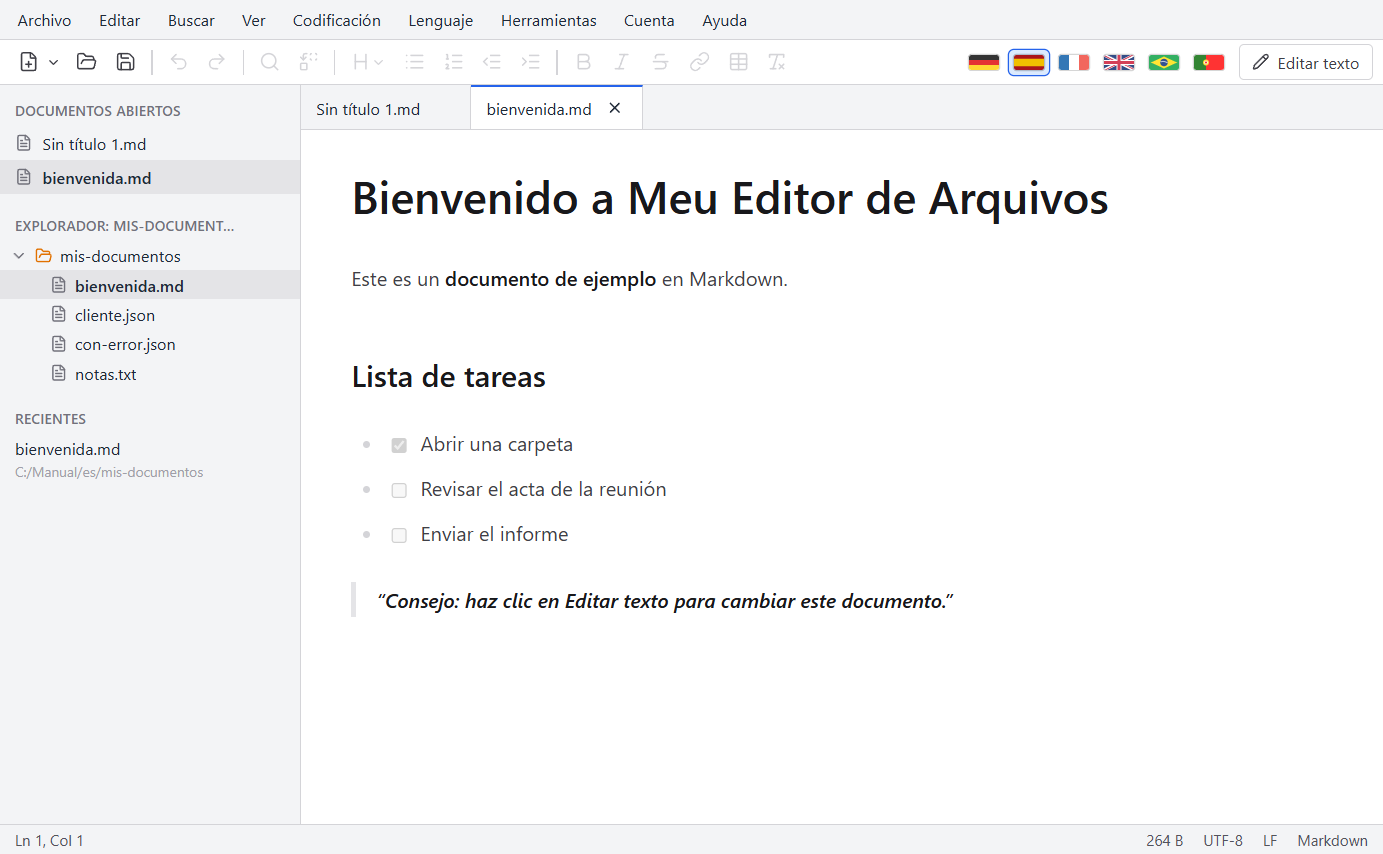 Archivo Editar Buscar Ver Codificación Lenguaje Herramientas Cuenta Ayuda
H B I S T Editar texto
DOCUMENTOS ABIERTOS
Sin título 1.md
bienvenida.md
EXPLORADOR: MIS-DOCUMENT...
mis-documentos
bienvenida.md
cliente.json
con-error.json
notas.txt
RECIENTES
bienvenida.md
C:/Manual/es/mis-documentos
Sin título 1.md bienvenida.md
Bienvenido a Meu Editor de Arquivos
Este es un documento de ejemplo en Markdown.
Lista de tareas
Abrir una carpeta
Revisar el acta de la reunión
Enviar el informe
“Consejo: haz clic en Editar texto para cambiar este documento.”
Ln 1, Col 1 264 B UTF-8 LF Markdown